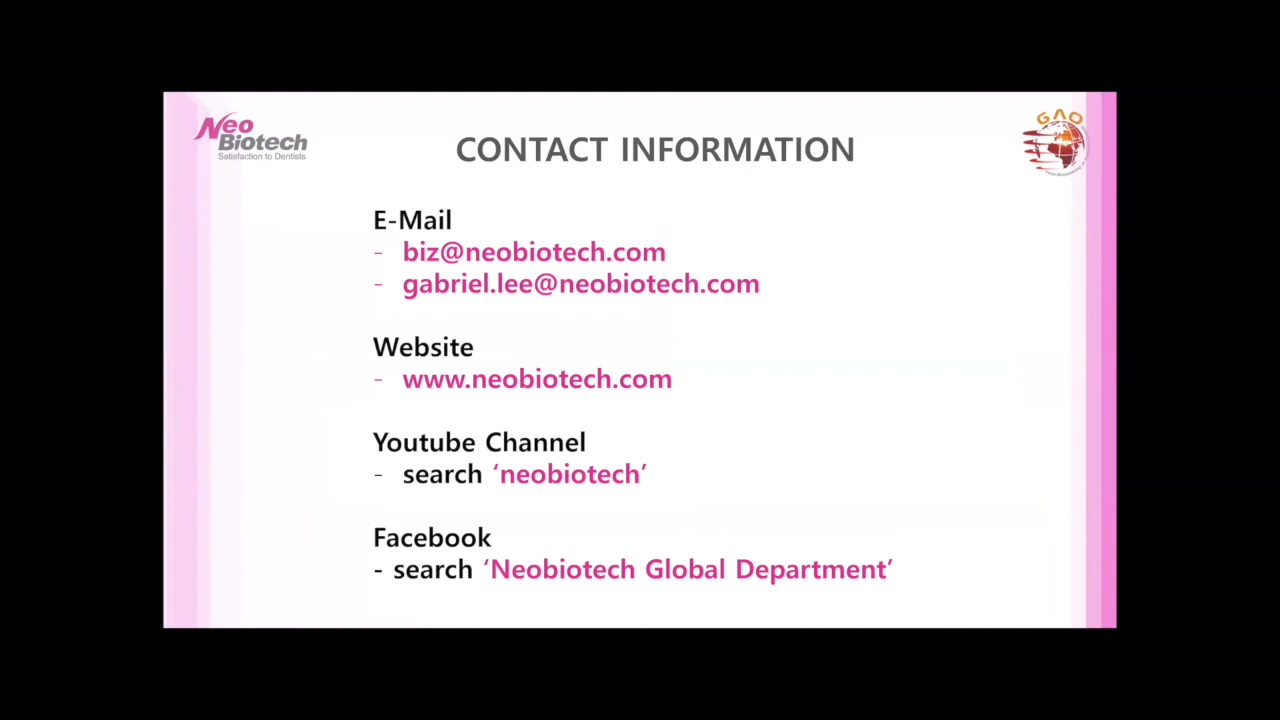 Neo
Biotech
Satisfaction to Dentists
GAO
CONTACT INFORMATION
E-Mail
- biz@neobiotech.com
- gabriel.lee@neobiotech.com
Website
- www.neobiotech.com
Youtube Channel
- search ‘neobiotech’
Facebook
- search ‘Neobiotech Global Department’